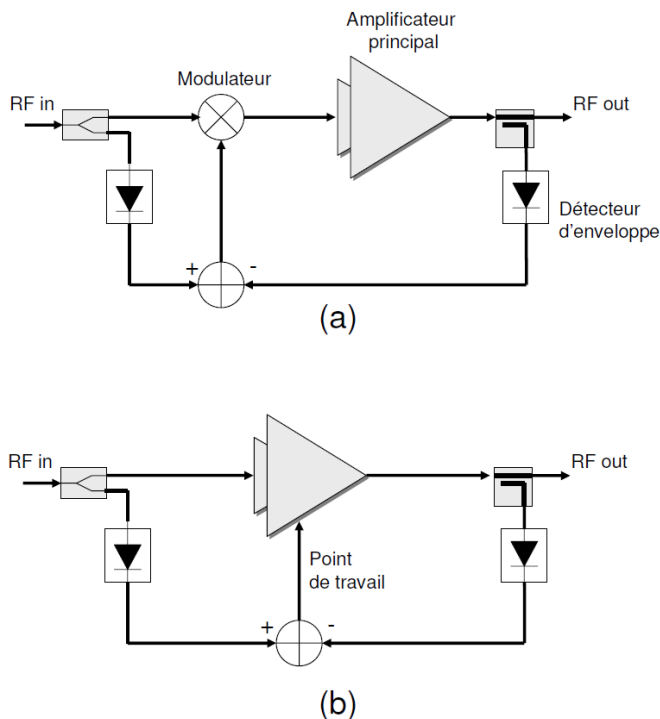 Amplificateur
principal
Modulateur
RF in
RF out
Détecteur
d'enveloppe
+
-
(a)
RF in
RF out
Point
de travail
+
-
(b)